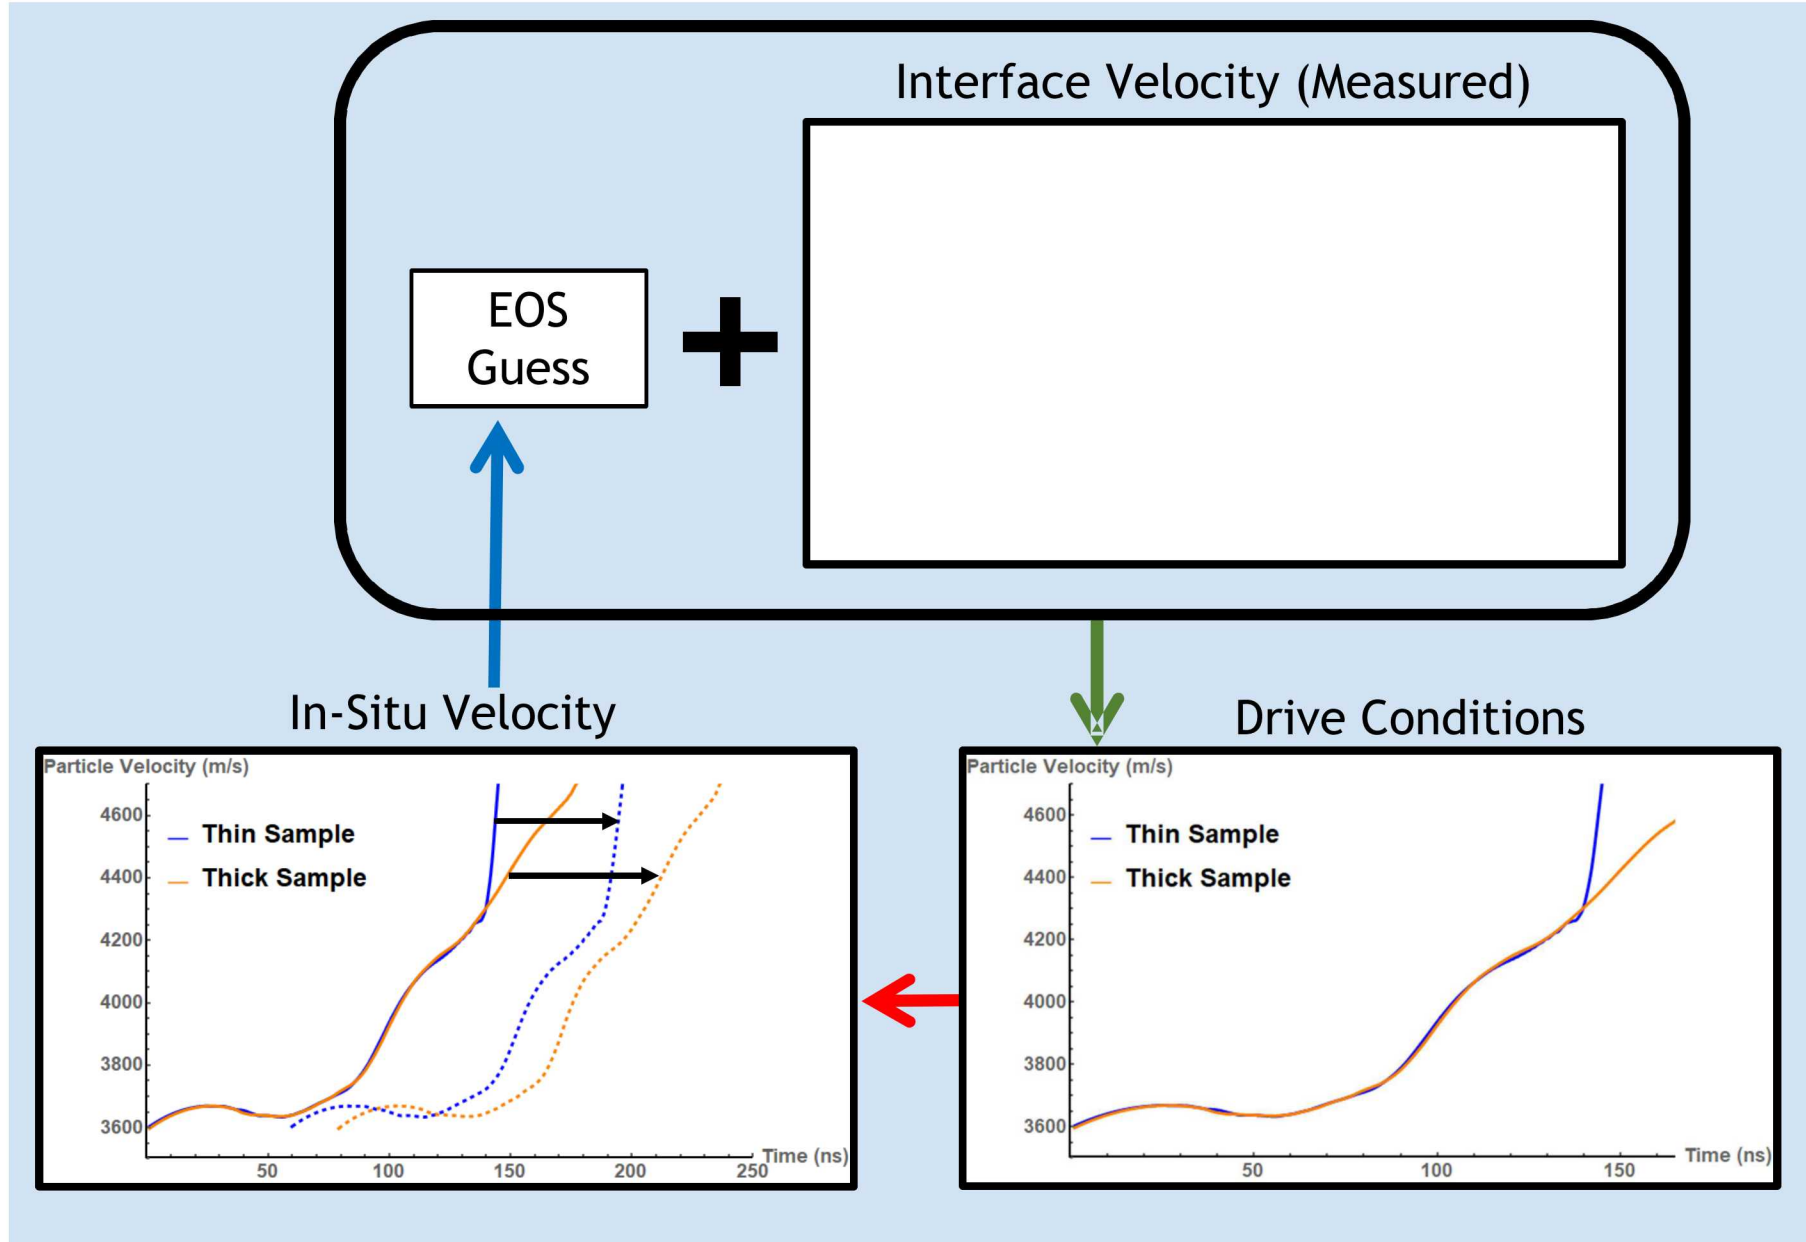 Interface Velocity (Measured)
EOS
Guess
In-Situ Velocity
Drive Conditions
Particle Velocity (m/s)
4600
4400
4200
4000
3800
3600
Thin Sample
Thick Sample
50
100
150
200
250
Time (ns)
Particle Velocity (m/s)
4600
4400
4200
4000
3800
3600
Thin Sample
Thick Sample
50
100
150
Time (ns)